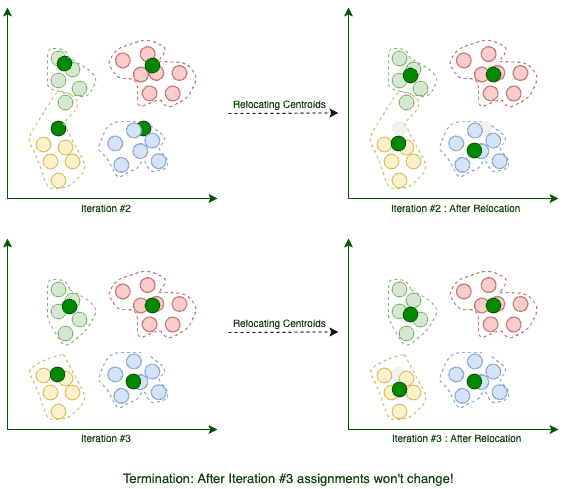 Relocating Centroids
Iteration #2
Iteration #2 : After Relocation
Relocating Centroids
Iteration #3
Iteration #3 : After Relocation
Termination: After Iteration #3 assignments won't change!